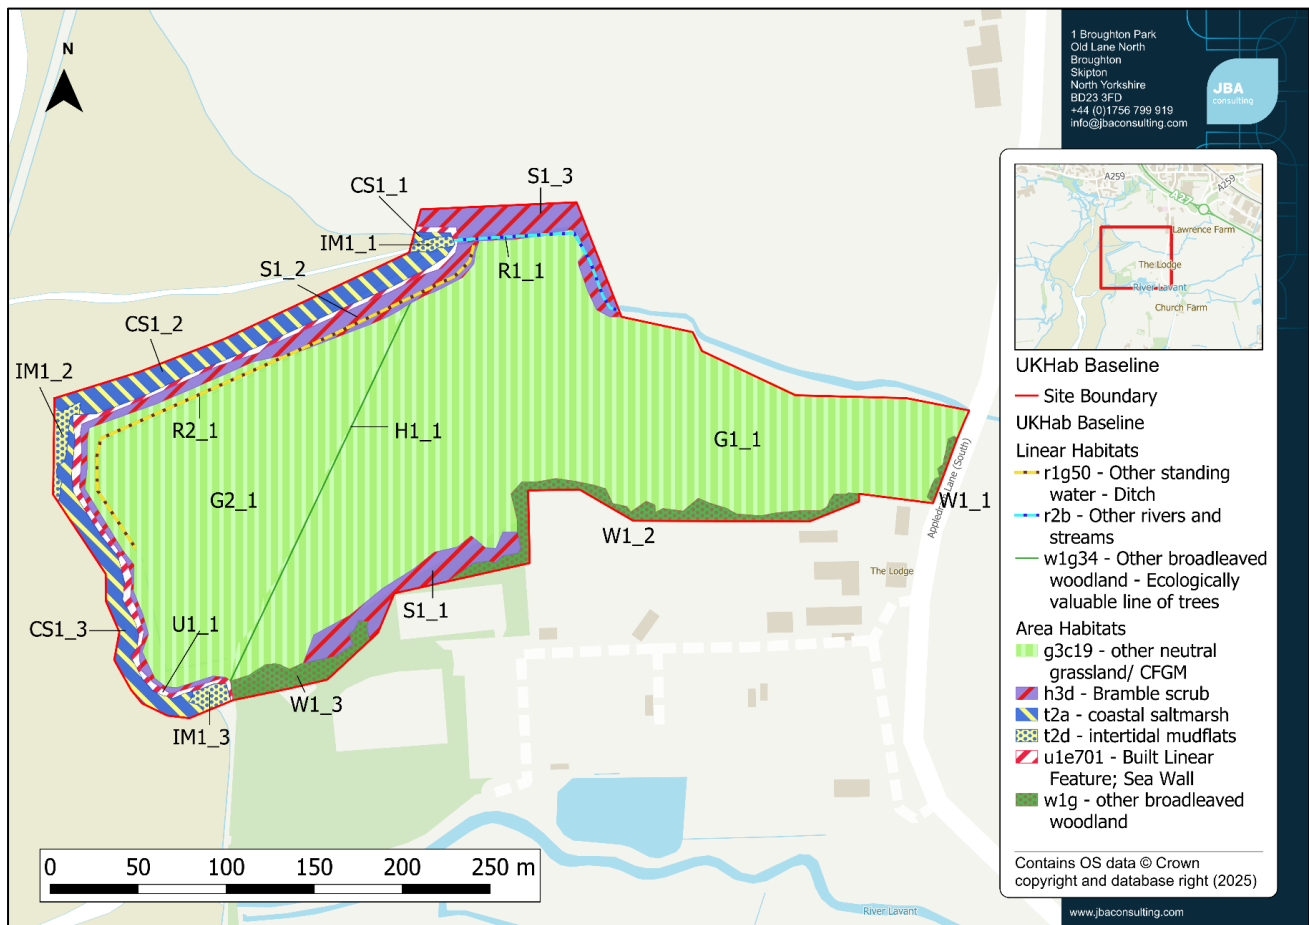 N
1 Broughton Park
Old Lane North
Broughton
Skipton
North Yorkshire
BD23 3FD
+44 (0)1756 799 919
info@jbaconsulting.com
JBA
consulting
A259
A259
A27
Lawrence Farm
The Lodge
River Lavant
Church Farm
UKHab Baseline
Site Boundary
UKHab Baseline
Linear Habitats
r1g50 - Other standing
water - Ditch
r2b - Other rivers and
streams
w1g34 - Other broadleaved
woodland - Ecologically
valuable line of trees
Area Habitats
g3c19 - other neutral
grassland/ CFGM
h3d - Bramble scrub
t2a - coastal saltmarsh
t2d - intertidal mudflats
u1e701 - Built Linear
Feature; Sea Wall
w1g - other broadleaved
woodland
Contains OS data © Crown
copyright and database right (2025)
www.jbaconsulting.com
CS1_1
S1_3
IM1_1
S1_2
R1_1
CS1_2
IM1_2
R2_1
H1_1
G1_1
G2_1
W1_1
W1_2
Lane (South)
The Lodge
S1_1
U1_1
CS1_3
W1_3
IM1_3
0 50 100 150 200 250 m
River Lavant